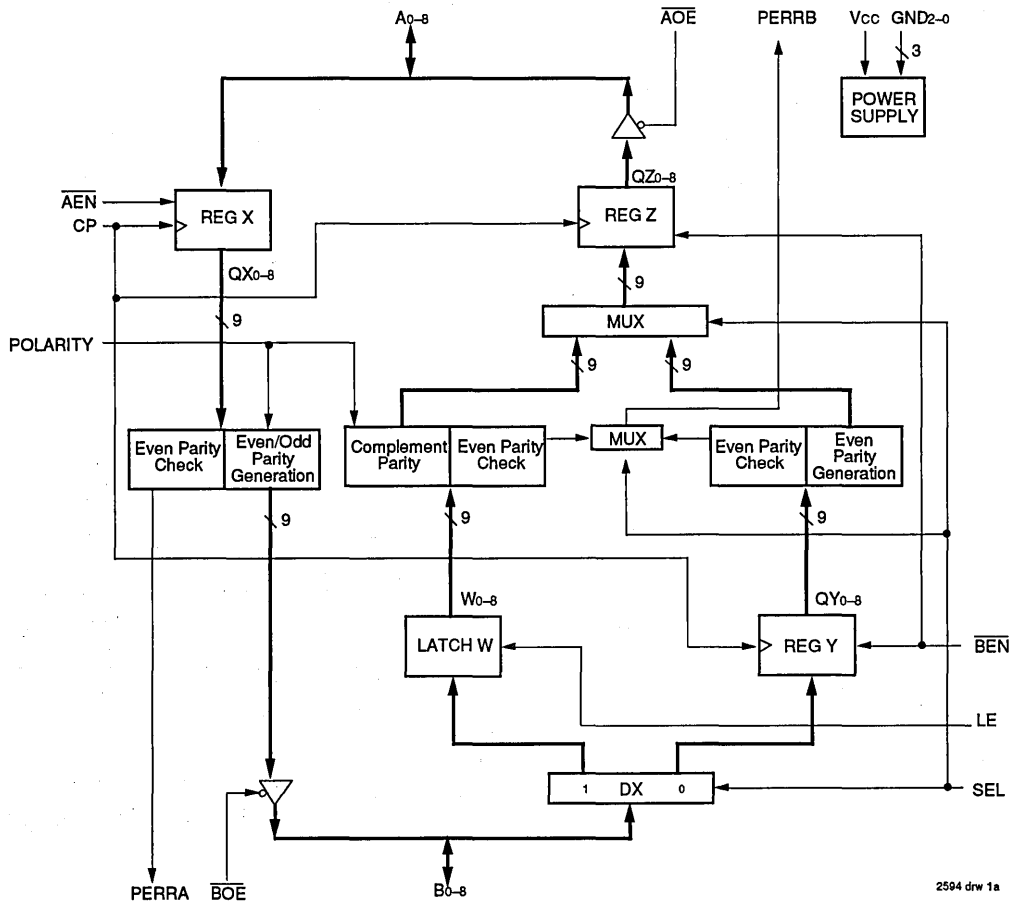 A0–8
AOE
PERRB
Vcc GND2–0
3
POWER
SUPPLY
QZ0–8
AEN
CP
REG X
REG Z
QX0–8
9
9
MUX
POLARITY
9
9
Even Parity
Check
Even/Odd
Parity
Generation
Complement
Parity
Even Parity
Check
MUX
Even Parity
Check
Even
Parity
Generation
9
9
9
W0–8
QY0–8
LATCH W
REG Y
BEN
LE
1 DX 0
SEL
PERRA
BOE
B0–8
2594 drw 1a